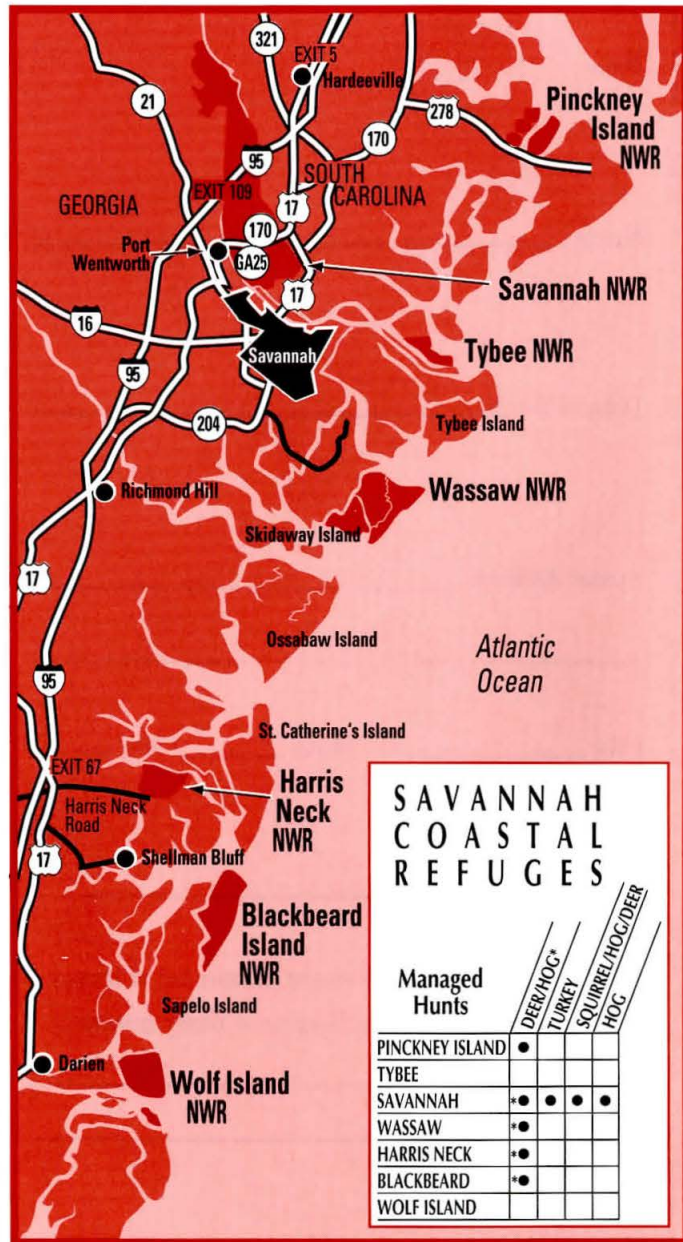 321
EXIT 5
Hardeeville
21
Pinckney
Island
NWR
278
170
95
SOUTH
CAROLINA
GEORGIA
EXIT 109
17
170
Port
Wentworth
GA25
Savannah NWR
17
16
Savannah
Tybee NWR
95
204
Tybee Island
Richmond Hill
Wassaw NWR
Skidaway Island
17
Ossabaw Island
Atlantic
Ocean
95
St. Catherine's Island
EXIT 67
Harris
Neck
NWR
Harris Neck
Road
17
Shellman Bluff
Blackbeard
Island
NWR
Sapelo Island
Darien
Wolf Island
NWR
SAVANNAH
COASTAL
REFUGES
Managed
Hunts
DEER/HOG*
TURKEY
SQUIRREL/HOG/DEER
HOG
PINCKNEY ISLAND ●
TYBEE
SAVANNAH *● ● ● ●
WASSAW *●
HARRIS NECK *●
BLACKBEARD *●
WOLF ISLAND